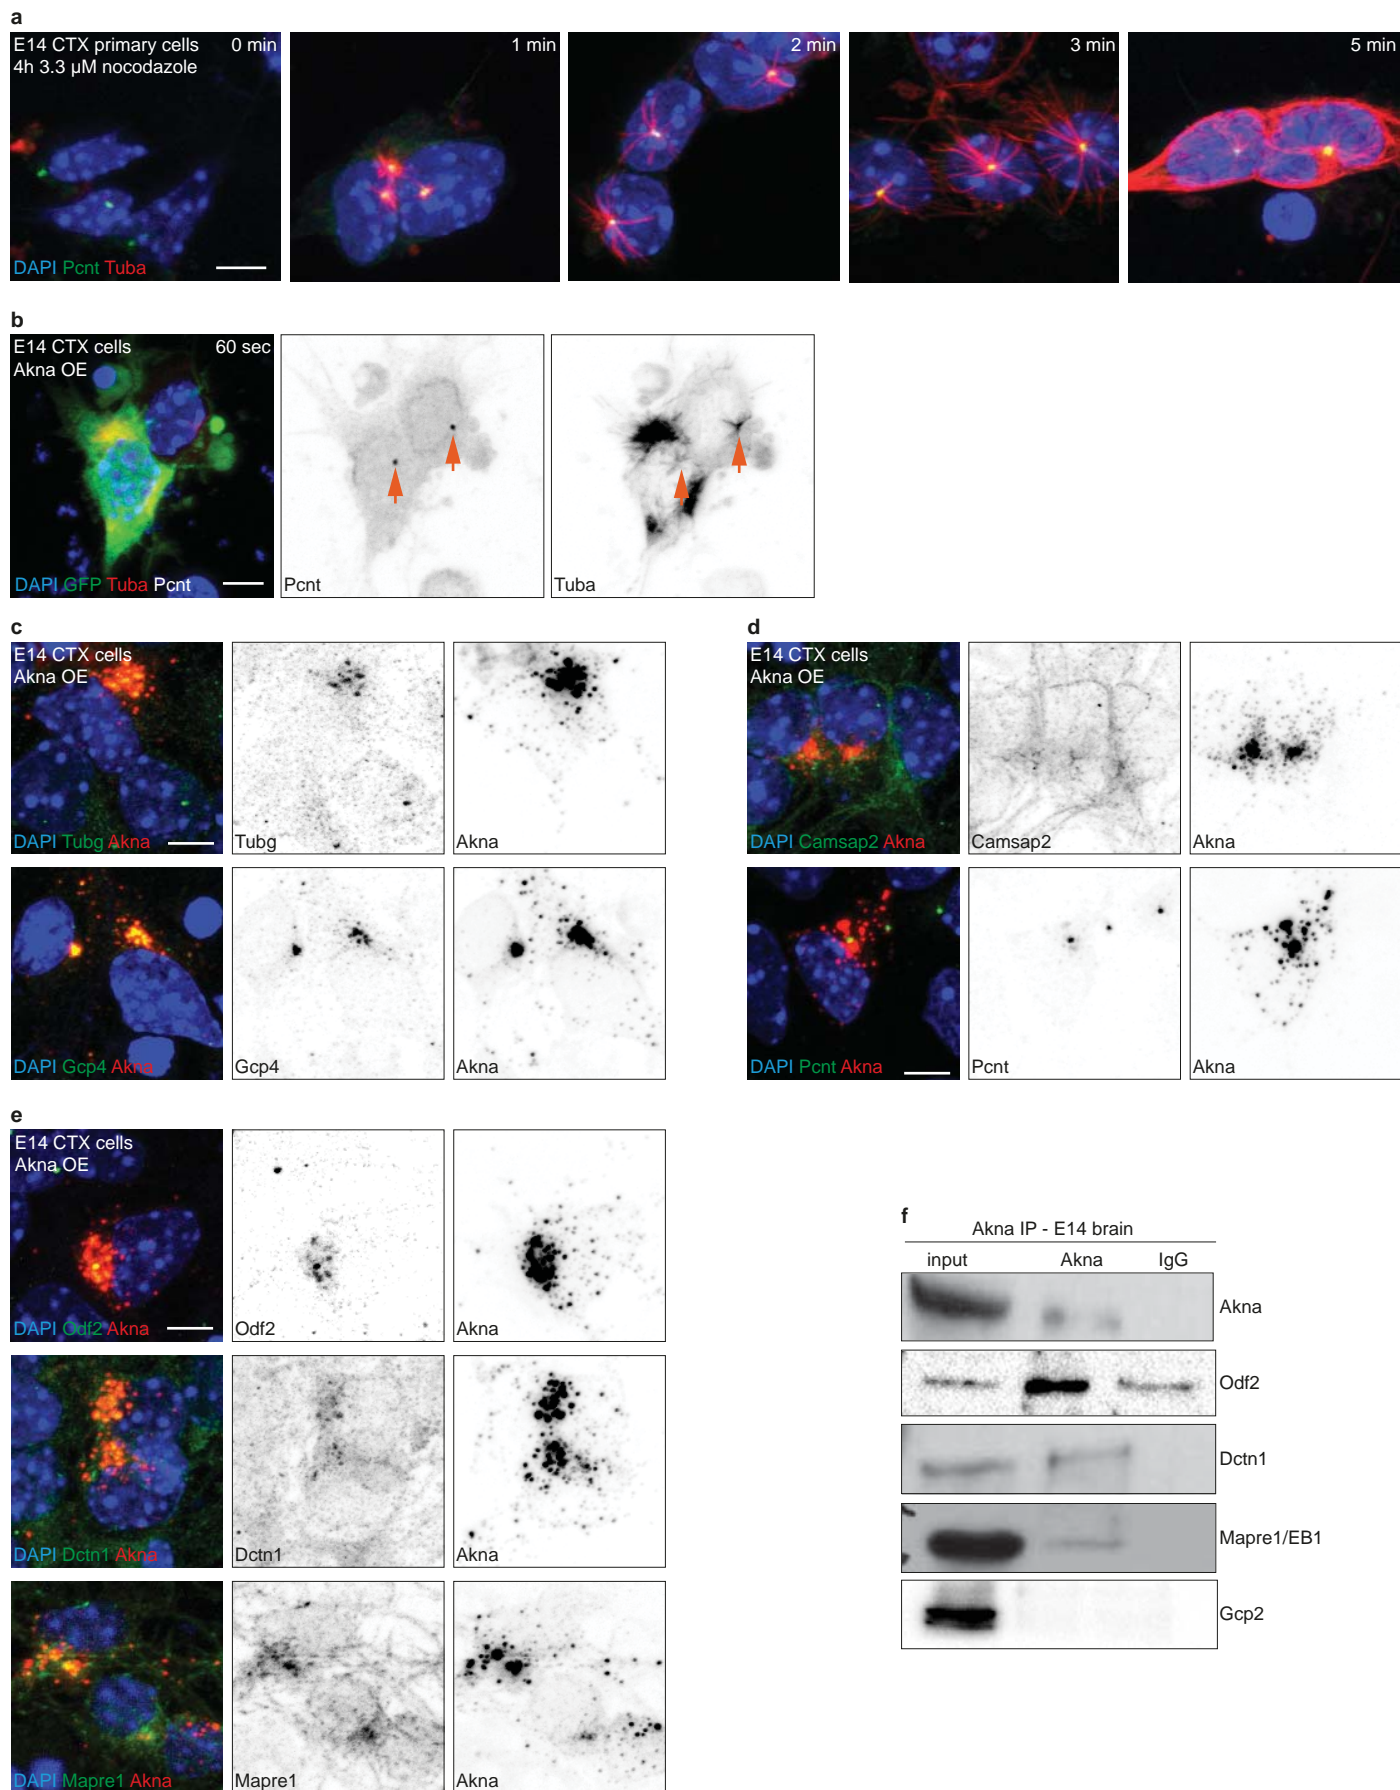 a
E14 CTX primary cells
4h 3.3 µM nocodazole
0 min
1 min
2 min
3 min
5 min
DAPI Pcnt Tuba
b
E14 CTX cells
Akna OE
60 sec
DAPI GFP Tuba Pcnt
Pcnt
Tuba
c
E14 CTX cells
Akna OE
DAPI Tubg Akna
Tubg
Akna
DAPI Gcp4 Akna
Gcp4
Akna
d
E14 CTX cells
Akna OE
DAPI Camsap2 Akna
Camsap2
Akna
DAPI Pcnt Akna
Pcnt
Akna
e
E14 CTX cells
Akna OE
DAPI Odf2 Akna
Odf2
Akna
DAPI Dctn1 Akna
Dctn1
Akna
DAPI Mapre1 Akna
Mapre1
Akna
f
Akna IP - E14 brain
input Akna IgG
Akna
Odf2
Dctn1
Mapre1/EB1
Gcp2